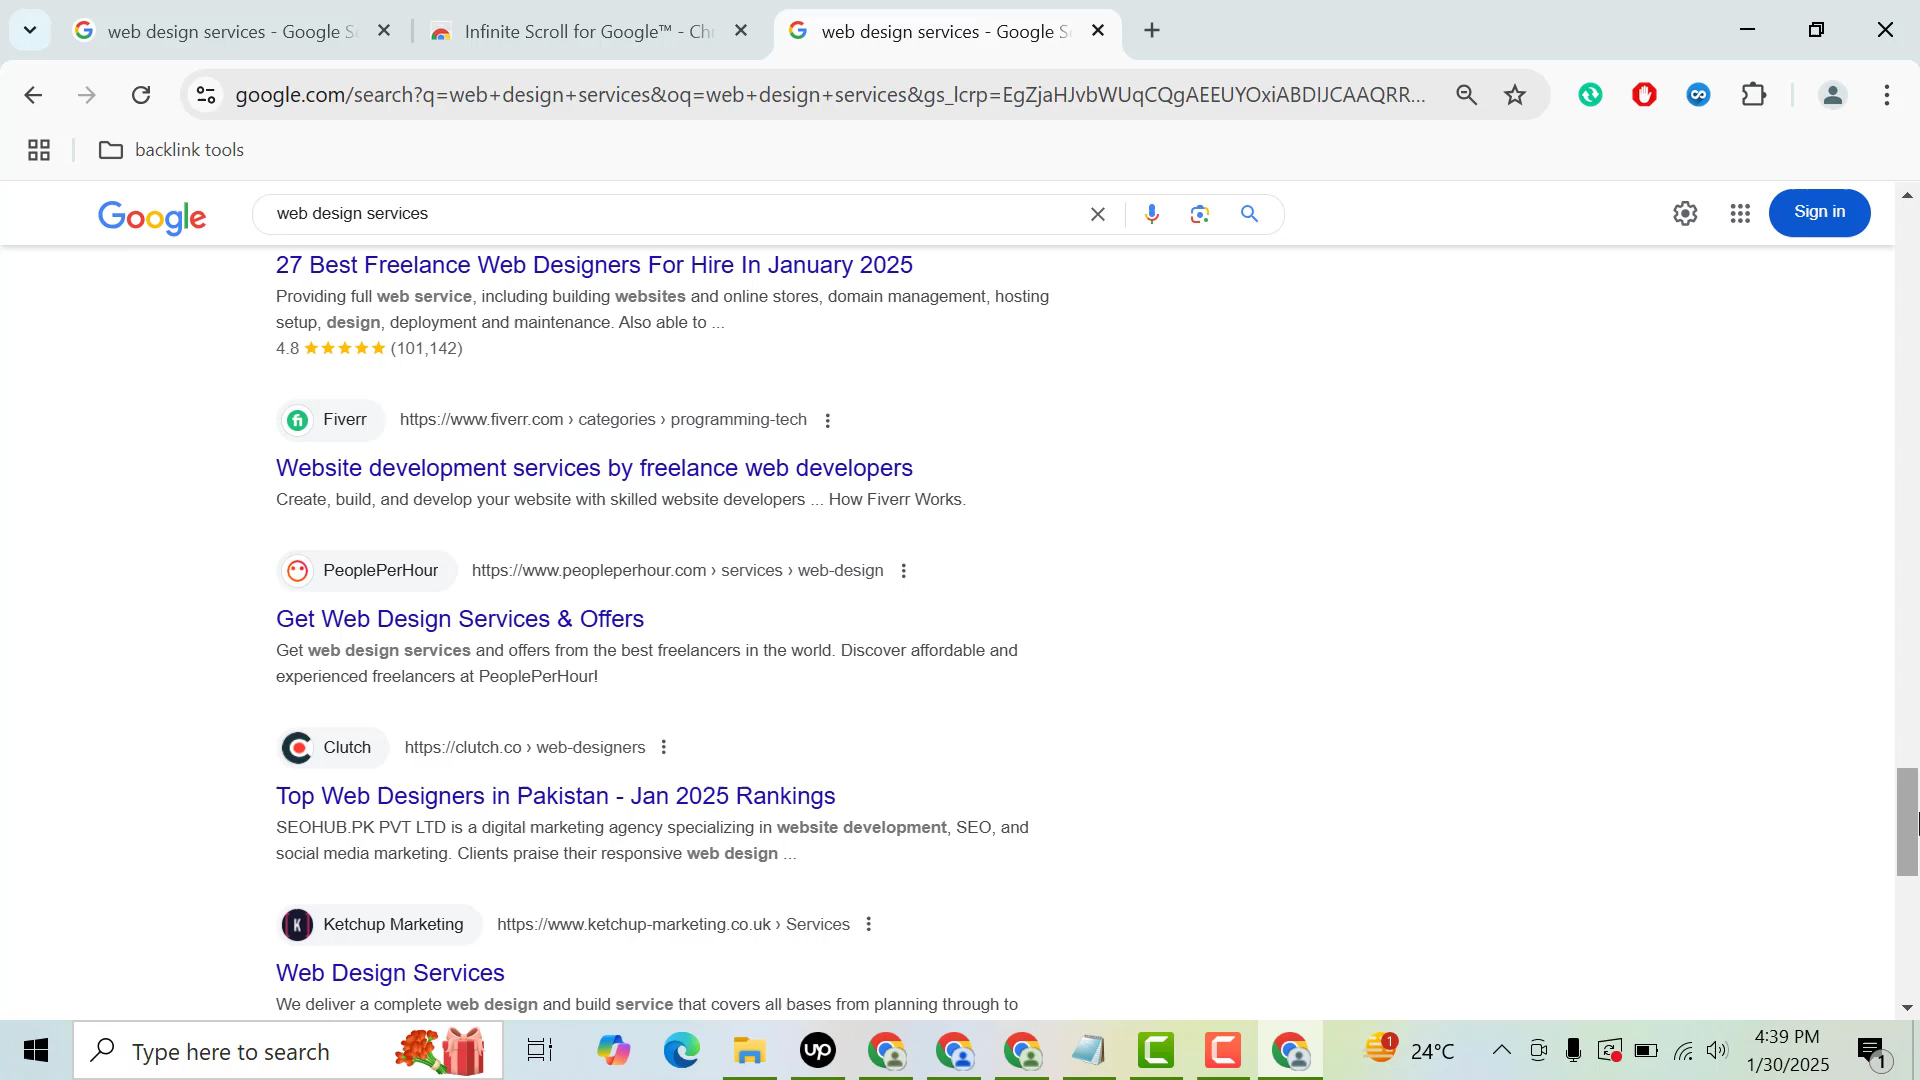 web design services - Google Se
Infinite Scroll for Google™ - Chr
web design services - Google Se
google.com/search?q=web+design+services&oq=web+design+services&gs_lcrp=EgZjaHJvbWUqCQgAEEUYOxiABDIJCAAQRR...
backlink tools
Google
web design services
Sign in
27 Best Freelance Web Designers For Hire In January 2025
Providing full web service, including building websites and online stores, domain management, hosting
setup, design, deployment and maintenance. Also able to ...
4.8 ★★★★★ (101,142)
fi
Fiverr
https://www.fiverr.com › categories › programming-tech
Website development services by freelance web developers
Create, build, and develop your website with skilled website developers ... How Fiverr Works.
PeoplePerHour
https://www.peopleperhour.com › services › web-design
Get Web Design Services & Offers
Get web design services and offers from the best freelancers in the world. Discover affordable and
experienced freelancers at PeoplePerHour!
Clutch
https://clutch.co › web-designers
Top Web Designers in Pakistan - Jan 2025 Rankings
SEOHUB.PK PVT LTD is a digital marketing agency specializing in website development, SEO, and
social media marketing. Clients praise their responsive web design ...
K
Ketchup Marketing
https://www.ketchup-marketing.co.uk › Services
Web Design Services
We deliver a complete web design and build service that covers all bases from planning through to
Type here to search
up
1
24°C
4:39 PM
1/30/2025
1